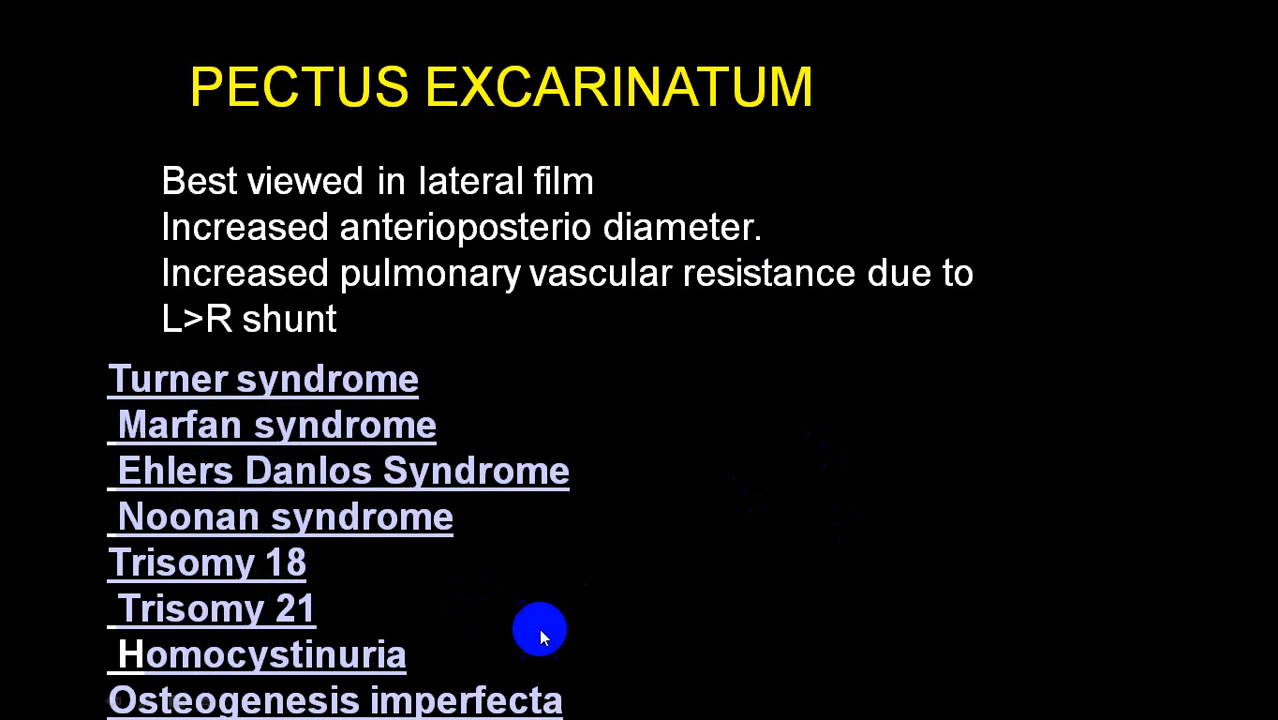 PECTUS EXCARINATUM
Best viewed in lateral film
Increased anterioposterio diameter.
Increased pulmonary vascular resistance due to
L>R shunt
Turner syndrome
Marfan syndrome
Ehlers Danlos Syndrome
Noonan syndrome
Trisomy 18
Trisomy 21
Homocystinuria
Osteogenesis imperfecta